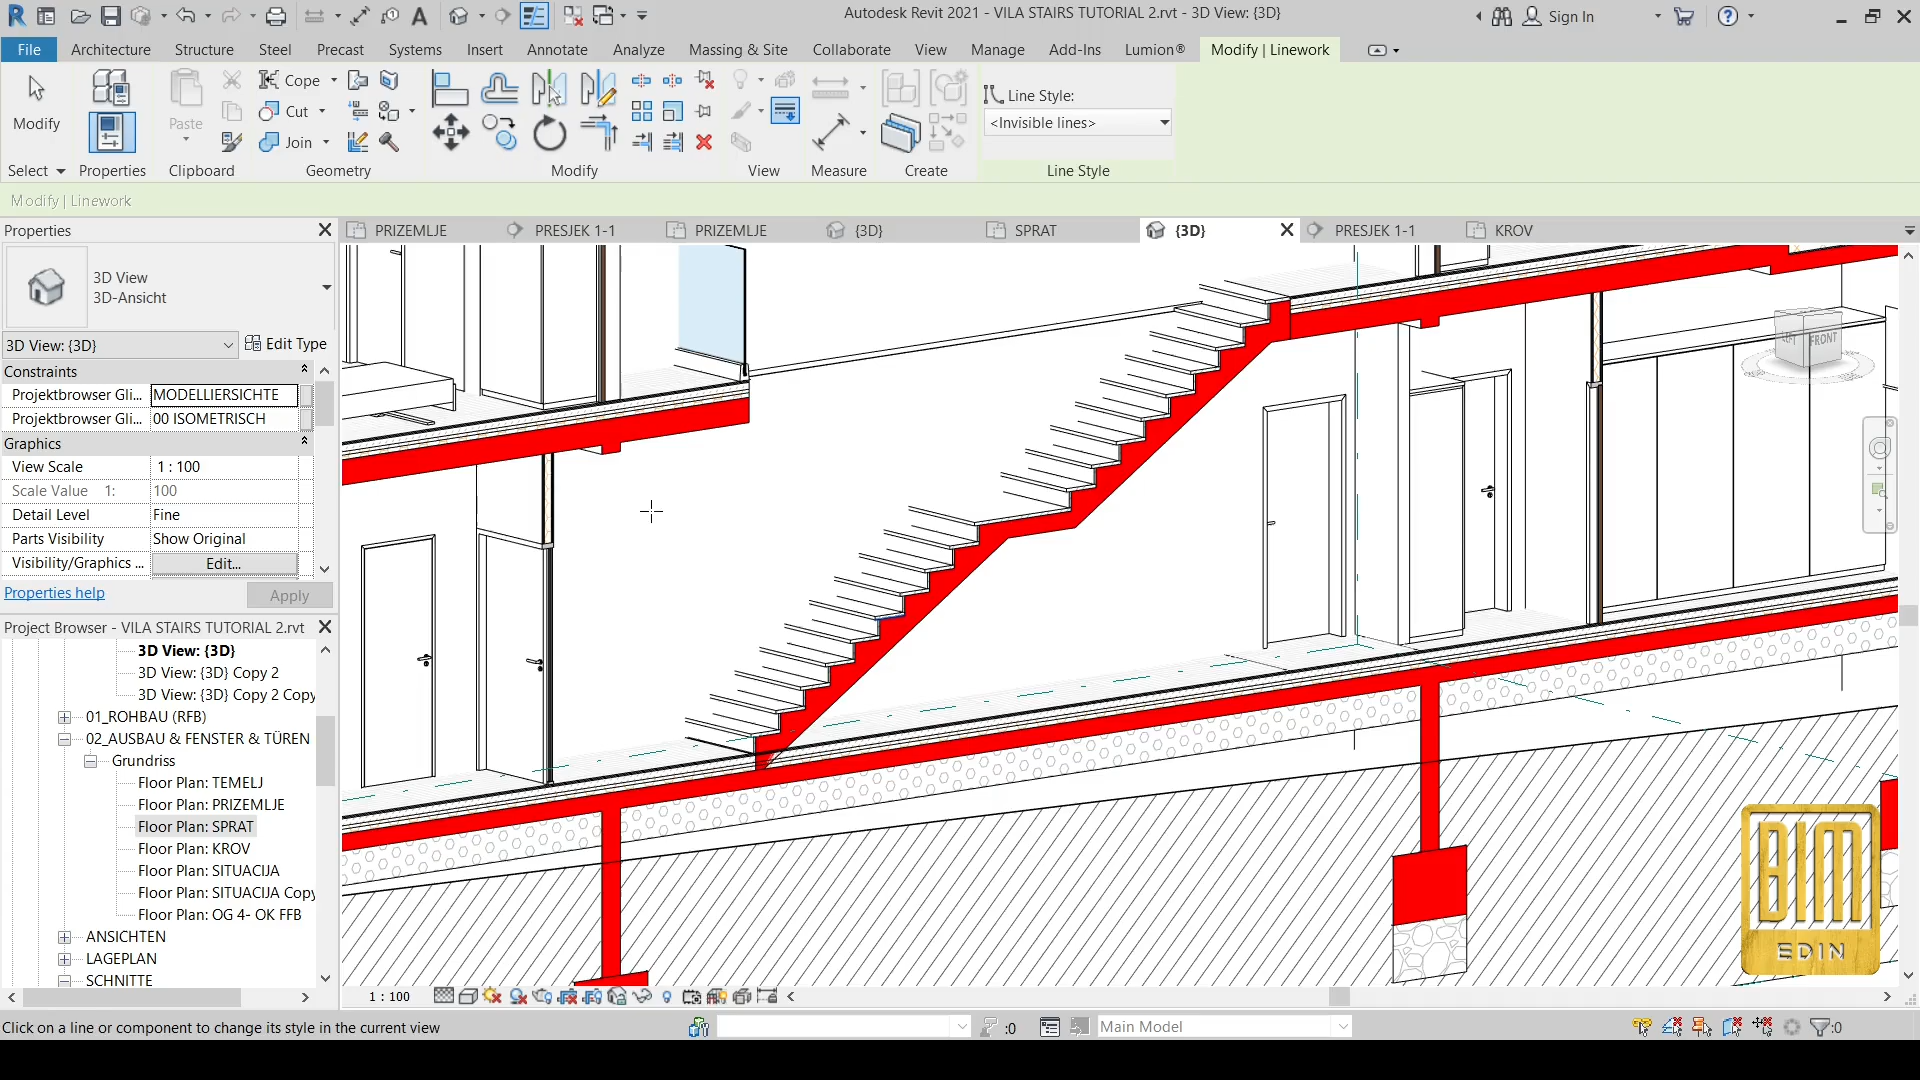 Autodesk Revit 2021 - VILA STAIRS TUTORIAL 2.rvt - 3D View: {3D}
Sign In
File Architecture Structure Steel Precast Systems Insert Annotate Analyze Massing & Site Collaborate View Manage Add-Ins Lumion® Modify | Linework
Modify
Paste
Cope
Cut
Join
Line Style:
<Invisible lines>
Select Properties Clipboard Geometry Modify View Measure Create Line Style
Modify | Linework
Properties
PRIZEMLJE PRESJEK 1-1 PRIZEMLJE {3D} SPRAT {3D} PRESJEK 1-1 KROV
3D View
3D-Ansicht
3D View: {3D} Edit Type
Constraints
Projektbrowser Gli... MODELLIERSICHTE
Projektbrowser Gli... 00 ISOMETRISCH
Graphics
View Scale 1 : 100
Scale Value 1: 100
Detail Level Fine
Parts Visibility Show Original
Visibility/Graphics ... Edit...
Properties help Apply
Project Browser - VILA STAIRS TUTORIAL 2.rvt
3D View: {3D}
3D View: {3D} Copy 2
3D View: {3D} Copy 2 Copy
01_ROHBAU (RFB)
02_AUSBAU & FENSTER & TÜREN
Grundriss
Floor Plan: TEMELJ
Floor Plan: PRIZEMLJE
Floor Plan: SPRAT
Floor Plan: KROV
Floor Plan: SITUACIJA
Floor Plan: SITUACIJA Copy
Floor Plan: OG 4- OK FFB
ANSICHTEN
LAGEPLAN
SCHNITTE
LEFT FRONT
BIM
EDIN
1 : 100
Click on a line or component to change its style in the current view
:0
Main Model
:0